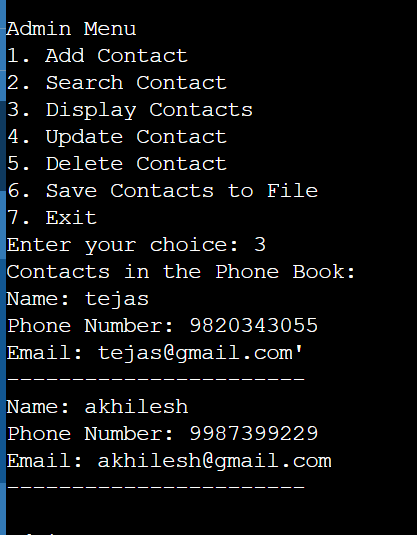 Admin Menu
1. Add Contact
2. Search Contact
3. Display Contacts
4. Update Contact
5. Delete Contact
6. Save Contacts to File
7. Exit
Enter your choice: 3
Contacts in the Phone Book:
Name: tejas
Phone Number: 9820343055
Email: tejas@gmail.com'
-----------------------
Name: akhilesh
Phone Number: 9987399229
Email: akhilesh@gmail.com
-----------------------